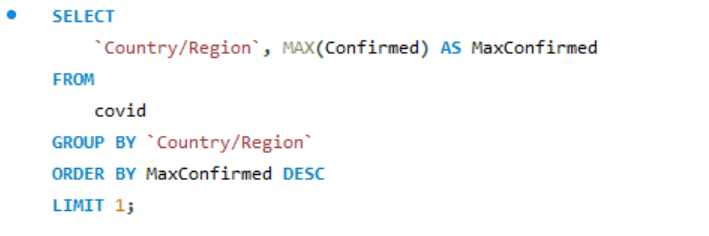 SELECT
`Country/Region`, MAX(Confirmed) AS MaxConfirmed
FROM
covid
GROUP BY `Country/Region`
ORDER BY MaxConfirmed DESC
LIMIT 1;